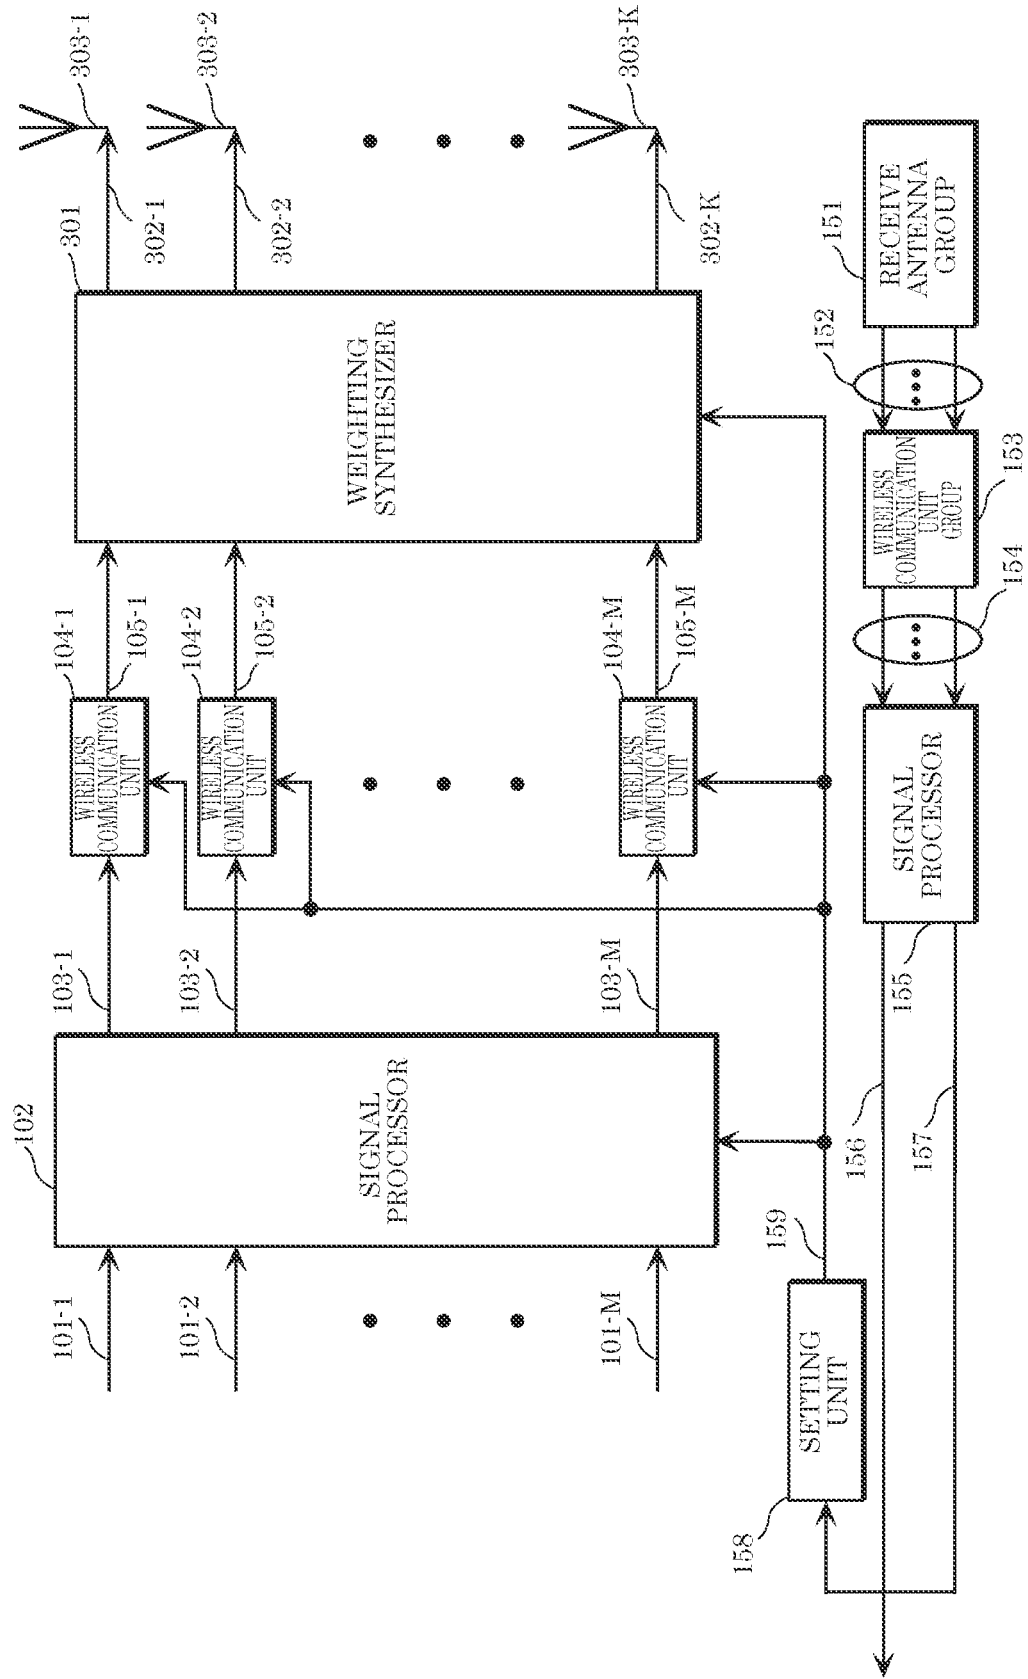 101-1
101-2
101-M
102
SIGNAL
PROCESSOR
103-1
103-2
103-M
104-1
WIRELESS
COMMUNICATION
UNIT
105-1
104-2
WIRELESS
COMMUNICATION
UNIT
105-2
104-M
WIRELESS
COMMUNICATION
UNIT
105-M
301
WEIGHTING
SYNTHESIZER
302-1
302-2
302-K
303-1
303-2
303-K
158
SETTING
UNIT
159
156
157
155
SIGNAL
PROCESSOR
154
153
WIRELESS
COMMUNICATION
UNIT
GROUP
152
151
RECEIVE
ANTENNA
GROUP